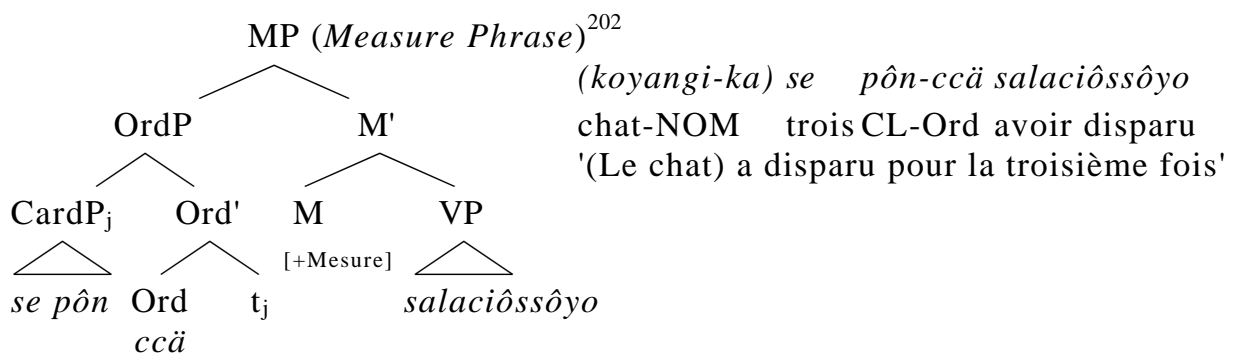 MP (Measure Phrase)202
(koyangi-ka) se pôn-ccä salaciôssôyo
OrdP M' chat-NOM trois CL-Ord avoir disparu
'(Le chat) a disparu pour la troisième fois'
CardPj Ord' M VP
[+Mesure]
se pôn Ord tj salaciôssôyo
ccä